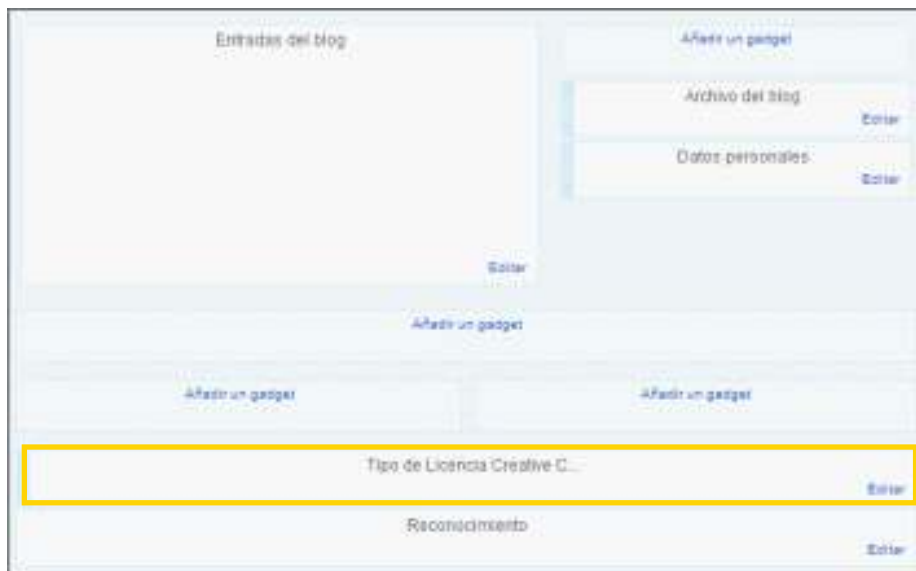 Entradas del blog
Editar
Añadir un gadget
Archivo del blog
Editar
Datos personales
Editar
Añadir un gadget
Añadir un gadget
Añadir un gadget
Tipo de Licencia Creative C...
Editar
Reconocimiento
Editar